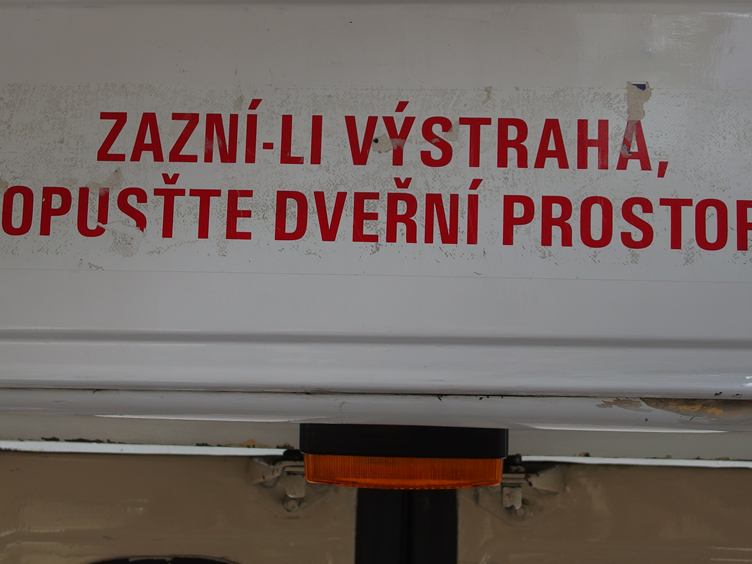 ZAZNÍ-LI VÝSTRAHA,
OPUSŤTE DVEŘNÍ PROSTOR